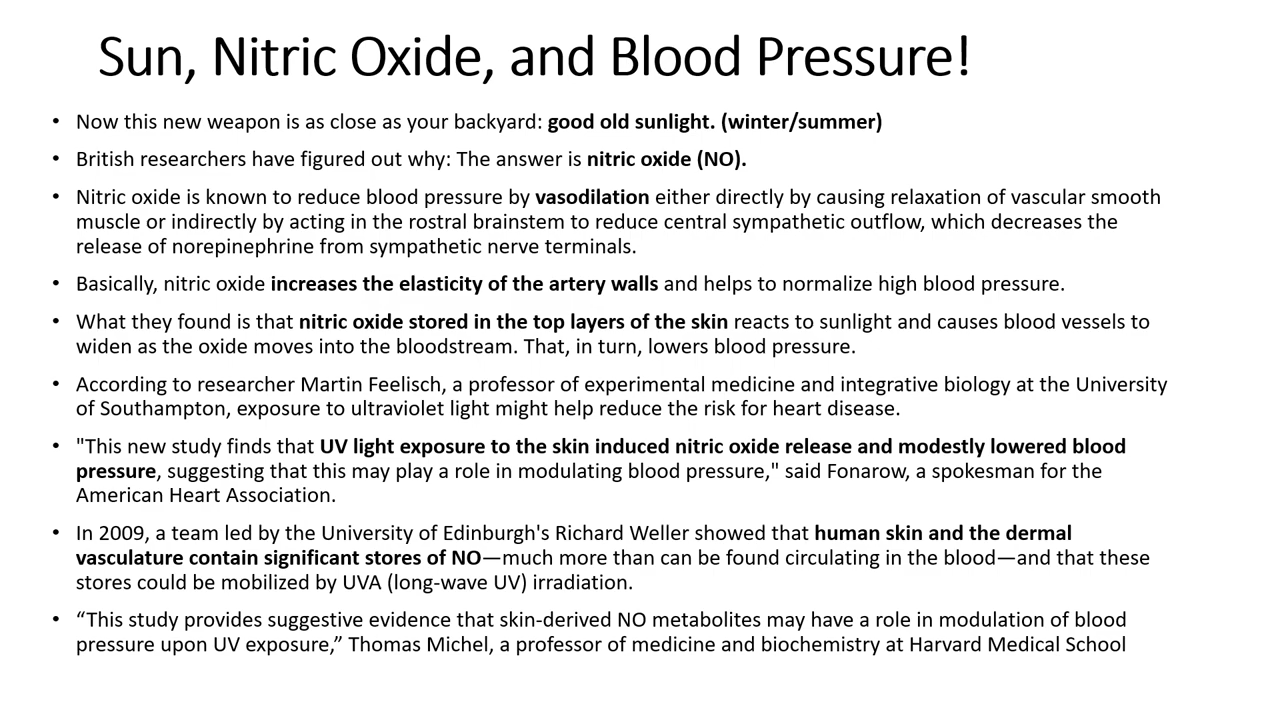 Sun, Nitric Oxide, and Blood Pressure!
• Now this new weapon is as close as your backyard: good old sunlight. (winter/summer)
• British researchers have figured out why: The answer is nitric oxide (NO).
• Nitric oxide is known to reduce blood pressure by vasodilation either directly by causing relaxation of vascular smooth
muscle or indirectly by acting in the rostral brainstem to reduce central sympathetic outflow, which decreases the
release of norepinephrine from sympathetic nerve terminals.
• Basically, nitric oxide increases the elasticity of the artery walls and helps to normalize high blood pressure.
• What they found is that nitric oxide stored in the top layers of the skin reacts to sunlight and causes blood vessels to
widen as the oxide moves into the bloodstream. That, in turn, lowers blood pressure.
• According to researcher Martin Feelisch, a professor of experimental medicine and integrative biology at the University
of Southampton, exposure to ultraviolet light might help reduce the risk for heart disease.
• "This new study finds that UV light exposure to the skin induced nitric oxide release and modestly lowered blood
pressure, suggesting that this may play a role in modulating blood pressure," said Fonarow, a spokesman for the
American Heart Association.
• In 2009, a team led by the University of Edinburgh's Richard Weller showed that human skin and the dermal
vasculature contain significant stores of NO—much more than can be found circulating in the blood—and that these
stores could be mobilized by UVA (long-wave UV) irradiation.
• “This study provides suggestive evidence that skin-derived NO metabolites may have a role in modulation of blood
pressure upon UV exposure,” Thomas Michel, a professor of medicine and biochemistry at Harvard Medical School